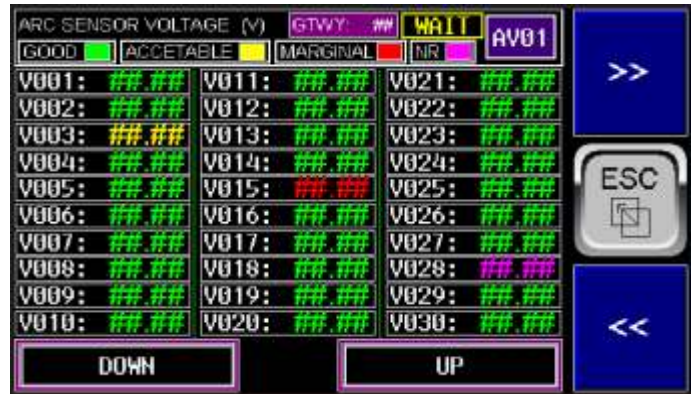 ARC SENSOR VOLTAGE (V) GTWY: ## WAIT AV01
GOOD ACCETABLE MARGINAL NR
V001: ##.## V011: ##.## V021: ##.##
V002: ##.## V012: ##.## V022: ##.##
V003: ##.## V013: ##.## V023: ##.##
V004: ##.## V014: ##.## V024: ##.##
V005: ##.## V015: ##.## V025: ##.##
V006: ##.## V016: ##.## V026: ##.##
V007: ##.## V017: ##.## V027: ##.##
V008: ##.## V018: ##.## V028: ##.##
V009: ##.## V019: ##.## V029: ##.##
V010: ##.## V020: ##.## V030: ##.##
DOWN UP
>>
ESC
<<